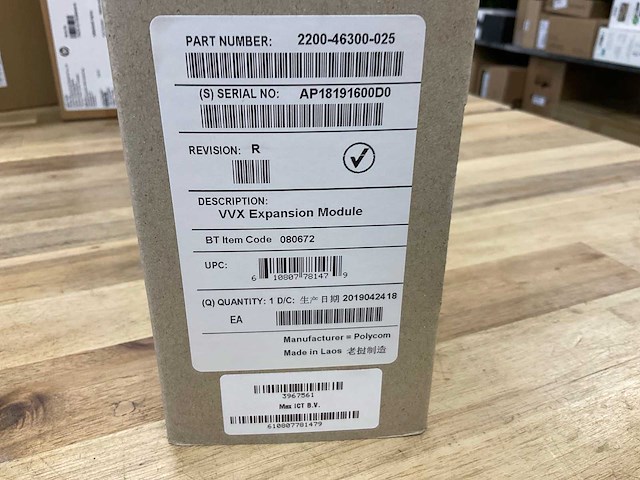 PART NUMBER: 2200-46300-025
(S) SERIAL NO: AP18191600D0
REVISION: R
DESCRIPTION:
VVX Expansion Module
BT Item Code 080672
UPC:
6 10807 78147 9
(Q) QUANTITY: 1 D/C: 生产日期 2019042418
EA
Manufacturer = Polycom
Made in Laos 老挝制造
3967561
Max ICT B.V.
610807781479